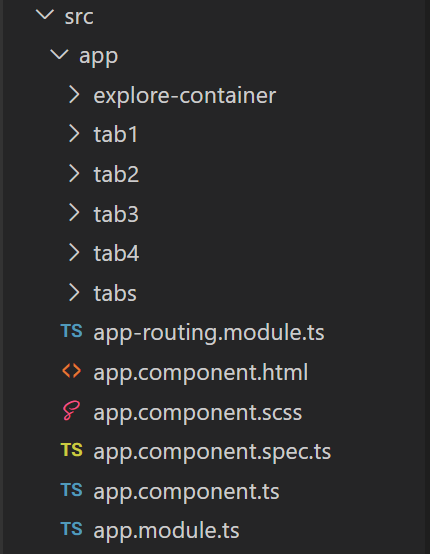 src
app
explore-container
tab1
tab2
tab3
tab4
tabs
TS app-routing.module.ts
<> app.component.html
app.component.scss
TS app.component.spec.ts
TS app.component.ts
TS app.module.ts